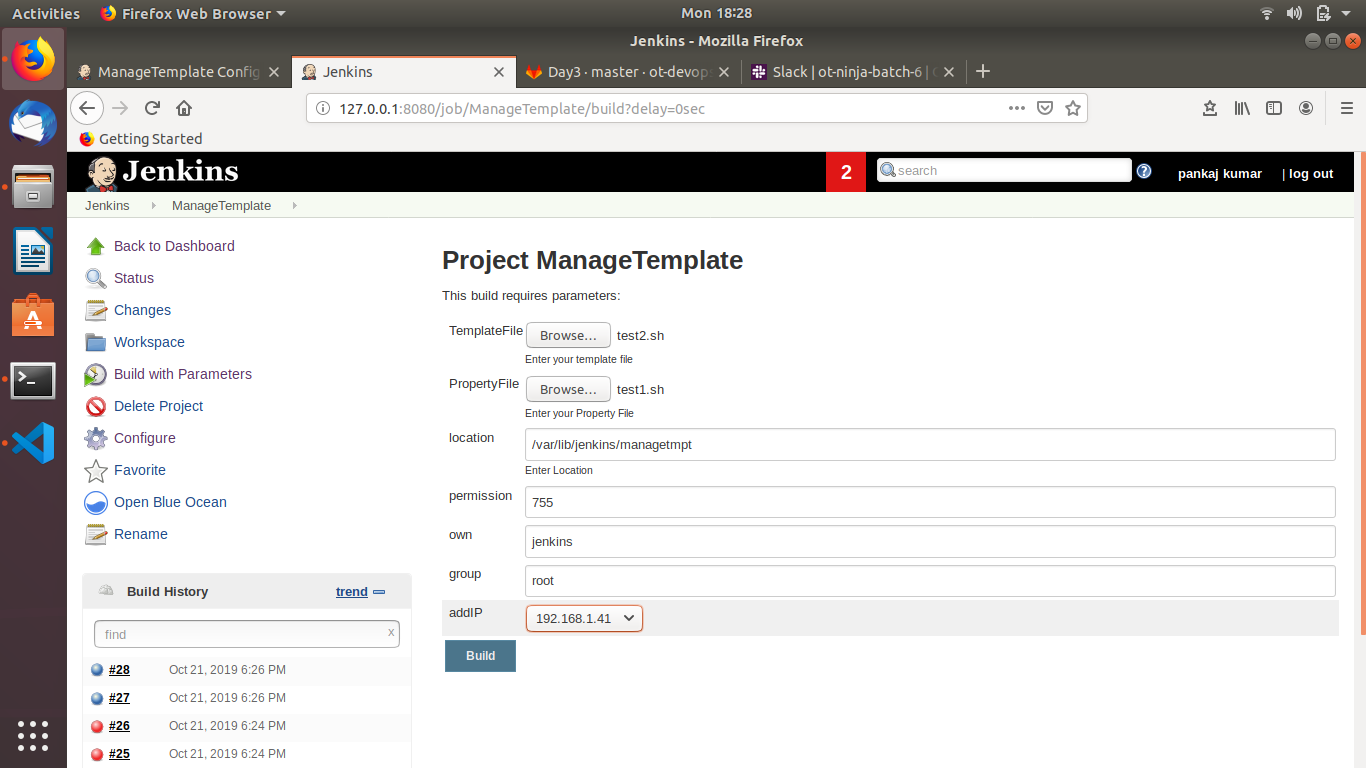 Activities Firefox Web Browser Mon 18:28
Jenkins - Mozilla Firefox
ManageTemplate Config Jenkins Day3 · master · ot-devops Slack | ot-ninja-batch-6 |
127.0.0.1:8080/job/ManageTemplate/build?delay=0sec
Getting Started
Jenkins 2 search pankaj kumar | log out
Jenkins ManageTemplate
Back to Dashboard
Status
Changes
Workspace
Build with Parameters
Delete Project
Configure
Favorite
Open Blue Ocean
Rename
Build History trend
find x
#28 Oct 21, 2019 6:26 PM
#27 Oct 21, 2019 6:26 PM
#26 Oct 21, 2019 6:24 PM
#25 Oct 21, 2019 6:24 PM
Project ManageTemplate
This build requires parameters:
TemplateFile Browse... test2.sh
Enter your template file
PropertyFile Browse... test1.sh
Enter your Property File
location /var/lib/jenkins/managetmpt
Enter Location
permission 755
own jenkins
group root
addIP 192.168.1.41
Build